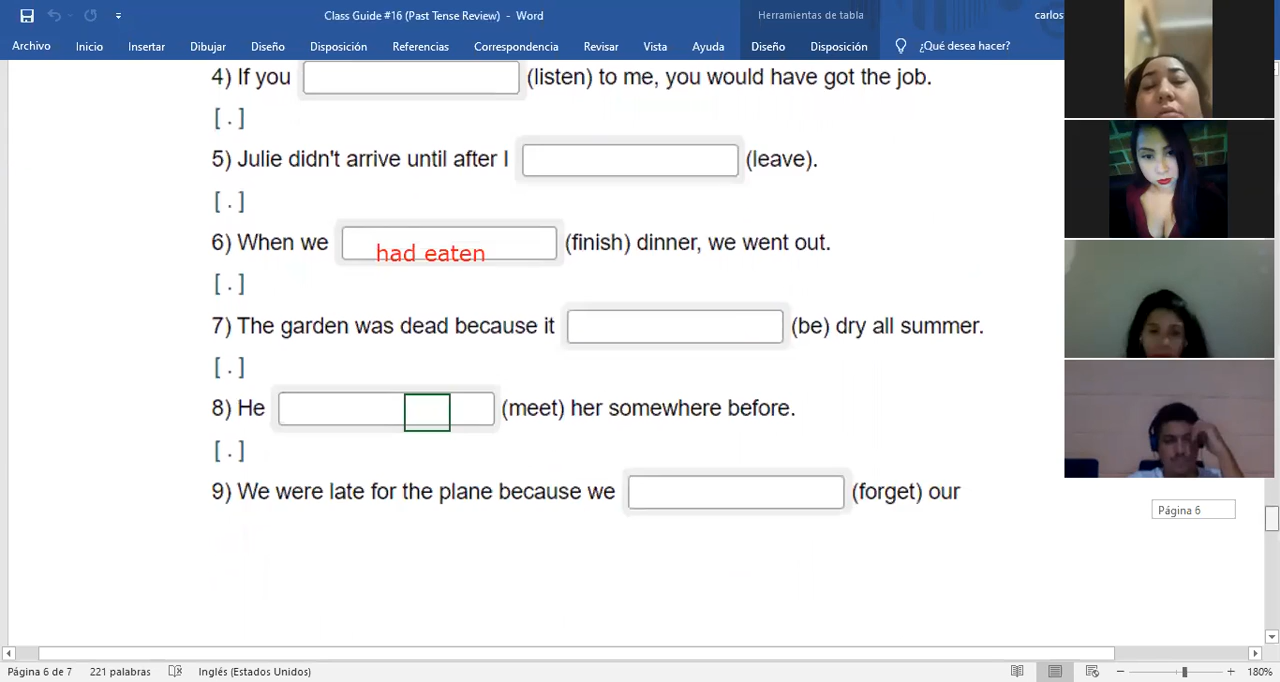 Class Guide #16 (Past Tense Review) - Word
Herramientas de tabla
carlos
Archivo Inicio Insertar Dibujar Diseño Disposición Referencias Correspondencia Revisar Vista Ayuda Diseño Disposición ¿Qué desea hacer?
4) If you (listen) to me, you would have got the job.
[ . ]
5) Julie didn't arrive until after I (leave).
[ . ]
6) When we had eaten (finish) dinner, we went out.
[ . ]
7) The garden was dead because it (be) dry all summer.
[ . ]
8) He (meet) her somewhere before.
[ . ]
9) We were late for the plane because we (forget) our
Página 6
Página 6 de 7 221 palabras Inglés (Estados Unidos) 180%